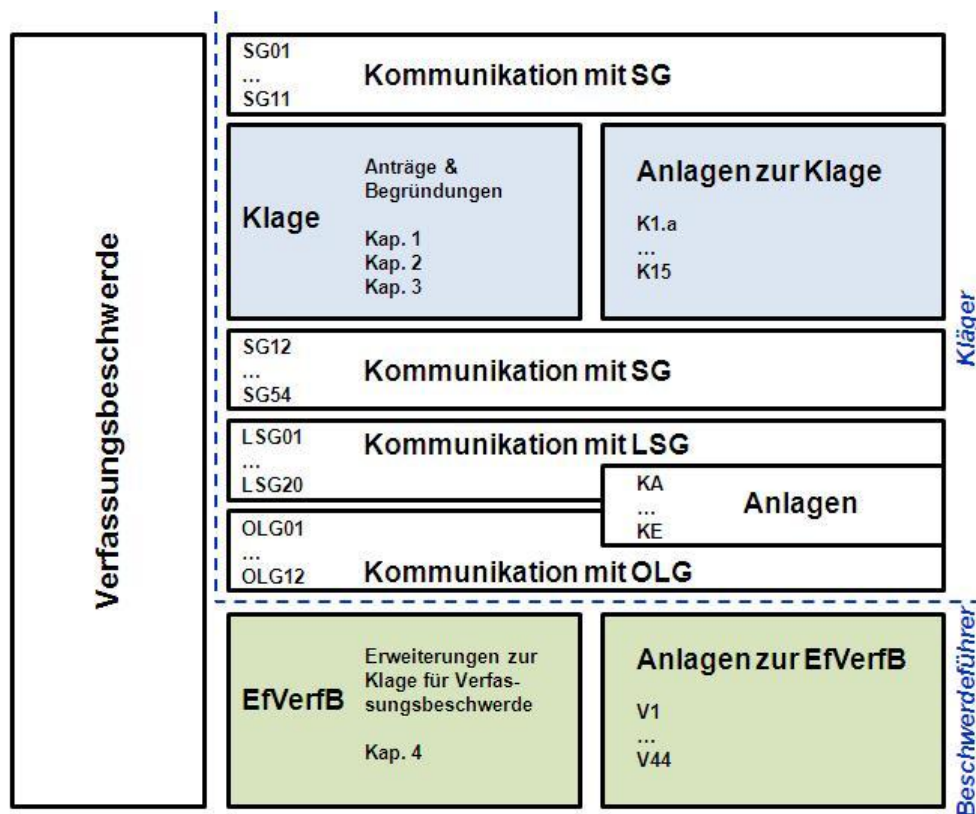 Verfassungsbeschwerde
SG01
...
SG11
Kommunikation mit SG
Klage
Anträge &
Begründungen
Kap. 1
Kap. 2
Kap. 3
Anlagen zur Klage
K1.a
...
K15
SG12
...
SG54
Kommunikation mit SG
LSG01
...
LSG20
Kommunikation mit LSG
KA
...
KE
Anlagen
OLG01
...
OLG12
Kommunikation mit OLG
Kläger
EfVerfB
Erweiterungen zur
Klage für Verfas-
sungsbeschwerde
Kap. 4
Anlagen zur EfVerfB
V1
...
V44
Beschwerdeführer